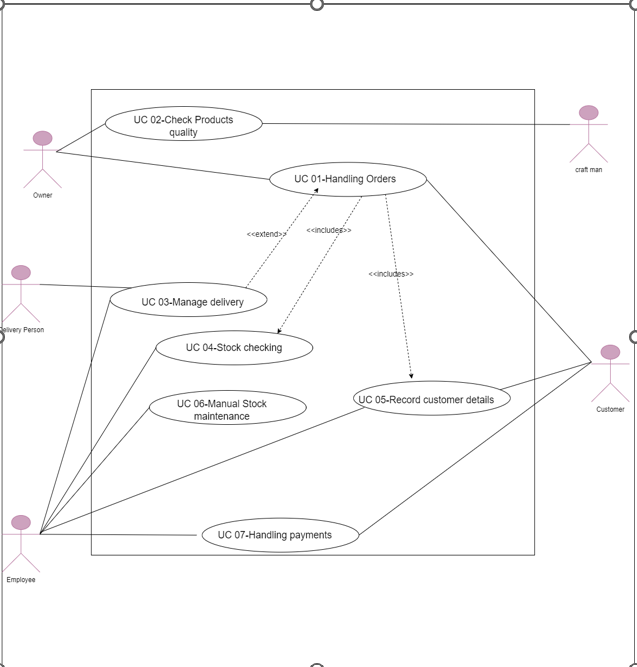 UC 02-Check Products
quality
Owner
craft man
UC 01-Handling Orders
<<extend>>
<<includes>>
<<includes>>
UC 03-Manage delivery
Delivery Person
UC 04-Stock checking
UC 06-Manual Stock
maintenance
UC 05-Record customer details
Customer
UC 07-Handling payments
Employee